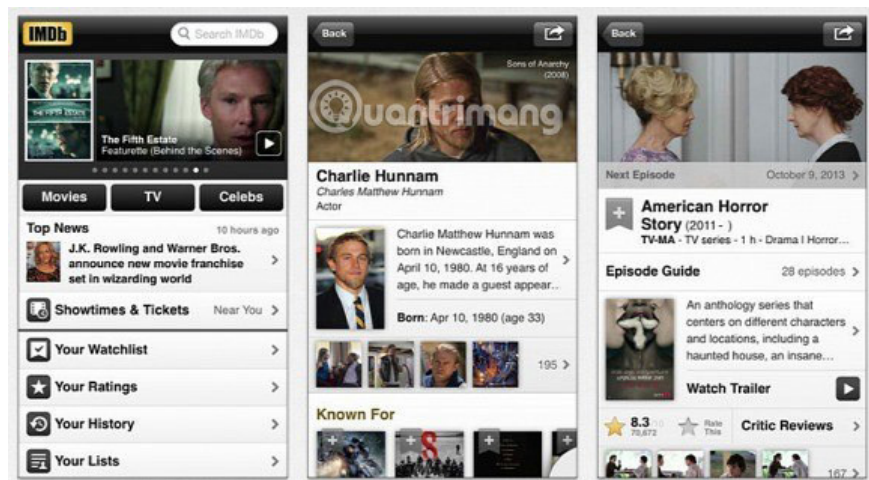 IMDb
Search IMDb
THE FIFTH ESTATE
The Fifth Estate
Featurette (Behind the Scenes)
Movies TV Celebs
Top News 10 hours ago
J.K. Rowling and Warner Bros.
announce new movie franchise
set in wizarding world
Showtimes & Tickets Near You
Your Watchlist
Your Ratings
Your History
Your Lists
Back
Sons of Anarchy
(2008)
Quantrimang
Charlie Hunnam
Charles Matthew Hunnam
Actor
Charlie Matthew Hunnam was
born in Newcastle, England on
April 10, 1980. At 16 years of
age, he made a guest appear...
Born: Apr 10, 1980 (age 33)
195
Known For
Back
Next Episode October 9, 2013
American Horror
Story (2011- )
TV-MA - TV series - 1 h - Drama | Horror...
Episode Guide 28 episodes
An anthology series that
centers on different characters
and locations, including a
haunted house, an insane...
Watch Trailer
8.3/10
70,672
Rate
This
Critic Reviews
167